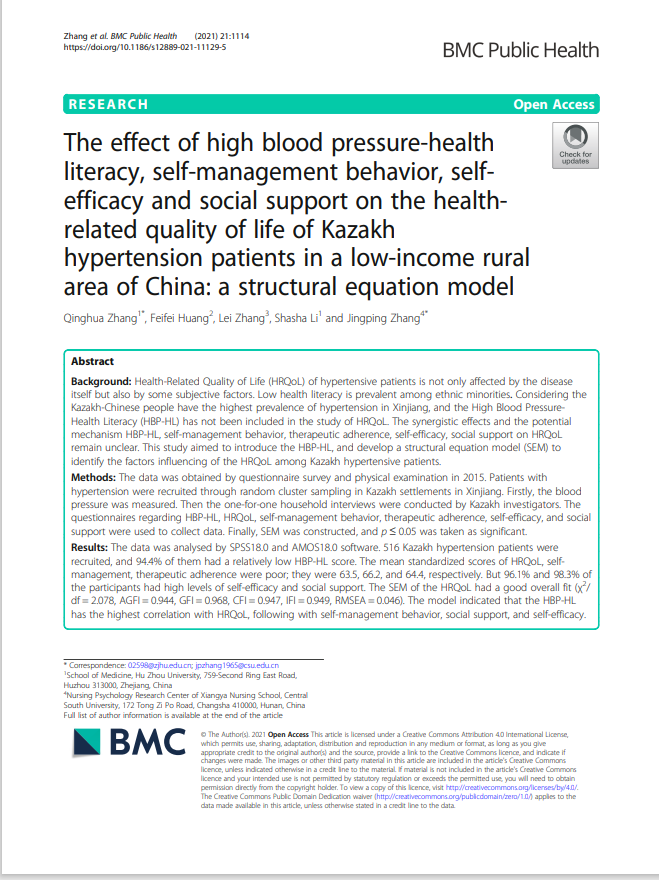 Zhang et al. BMC Public Health (2021) 21:1114
https://doi.org/10.1186/s12889-021-11129-5
BMC Public Health
RESEARCH
Open Access
Check for
updates
The effect of high blood pressure-health
literacy, self-management behavior, self-
efficacy and social support on the health-
related quality of life of Kazakh
hypertension patients in a low-income rural
area of China: a structural equation model
Qinghua Zhang1*, Feifei Huang2, Lei Zhang3, Shasha Li1 and Jingping Zhang4*
Abstract
Background: Health-Related Quality of Life (HRQoL) of hypertensive patients is not only affected by the disease
itself but also by some subjective factors. Low health literacy is prevalent among ethnic minorities. Considering the
Kazakh-Chinese people have the highest prevalence of hypertension in Xinjiang, and the High Blood Pressure-
Health Literacy (HBP-HL) has not been included in the study of HRQoL. The synergistic effects and the potential
mechanism HBP-HL, self-management behavior, therapeutic adherence, self-efficacy, social support on HRQoL
remain unclear. This study aimed to introduce the HBP-HL, and develop a structural equation model (SEM) to
identify the factors influencing of the HRQoL among Kazakh hypertensive patients.
Methods: The data was obtained by questionnaire survey and physical examination in 2015. Patients with
hypertension were recruited through random cluster sampling in Kazakh settlements in Xinjiang. Firstly, the blood
pressure was measured. Then the one-for-one household interviews were conducted by Kazakh investigators. The
questionnaires regarding HBP-HL, HRQoL, self-management behavior, therapeutic adherence, self-efficacy, and social
support were used to collect data. Finally, SEM was constructed, and p ≤ 0.05 was taken as significant.
Results: The data was analysed by SPSS18.0 and AMOS18.0 software. 516 Kazakh hypertension patients were
recruited, and 94.4% of them had a relatively low HBP-HL score. The mean standardized scores of HRQoL, self-
management, therapeutic adherence were poor; they were 63.5, 66.2, and 64.4, respectively. But 96.1% and 98.3% of
the participants had high levels of self-efficacy and social support. The SEM of the HRQoL had a good overall fit (χ2/
df = 2.078, AGFI = 0.944, GFI = 0.968, CFI = 0.947, IFI = 0.949, RMSEA = 0.046). The model indicated that the HBP-HL
has the highest correlation with HRQoL, following with self-management behavior, social support, and self-efficacy.
* Correspondence: 02598@zjhu.edu.cn; jpzhang1965@csu.edu.cn
1School of Medicine, Hu Zhou University, 759-Second Ring East Road,
Huzhou 313000, Zhejiang, China
4Nursing Psychology Research Center of Xiangya Nursing School, Central
South University, 172 Tong Zi Po Road, Changsha 410000, Hunan, China
Full list of author information is available at the end of the article
BMC
© The Author(s). 2021 Open Access This article is licensed under a Creative Commons Attribution 4.0 International License,
which permits use, sharing, adaptation, distribution and reproduction in any medium or format, as long as you give
appropriate credit to the original author(s) and the source, provide a link to the Creative Commons licence, and indicate if
changes were made. The images or other third party material in this article are included in the article's Creative Commons
licence, unless indicated otherwise in a credit line to the material. If material is not included in the article's Creative Commons
licence and your intended use is not permitted by statutory regulation or exceeds the permitted use, you will need to obtain
permission directly from the copyright holder. To view a copy of this licence, visit http://creativecommons.org/licenses/by/4.0/.
The Creative Commons Public Domain Dedication waiver (http://creativecommons.org/publicdomain/zero/1.0/) applies to the
data made available in this article, unless otherwise stated in a credit line to the data.